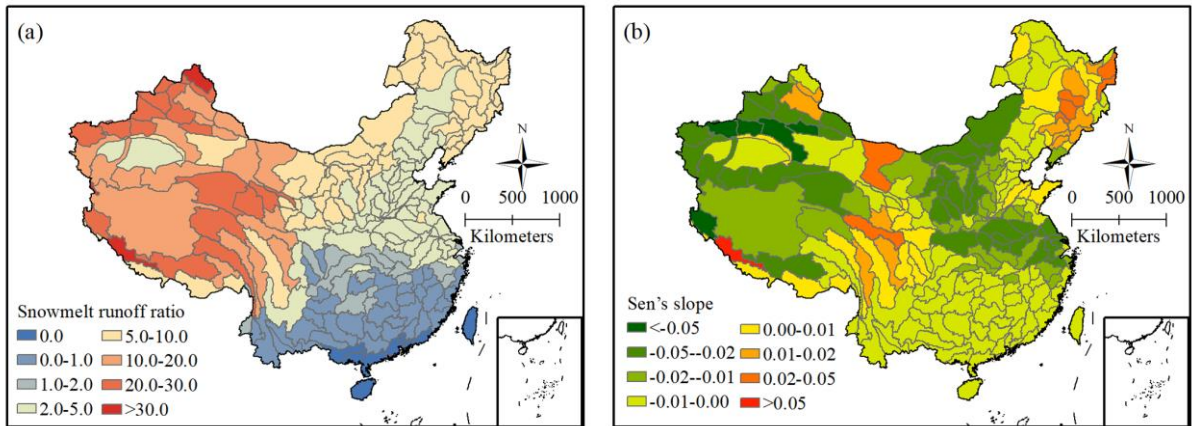 (a)
N
0 500 1000
Kilometers
Snowmelt runoff ratio
0.0 5.0-10.0
0.0-1.0 10.0-20.0
1.0-2.0 20.0-30.0
2.0-5.0 >30.0
(b)
N
0 500 1000
Kilometers
Sen's slope
<-0.05 0.00-0.01
-0.05--0.02 0.01-0.02
-0.02--0.01 0.02-0.05
-0.01-0.00 >0.05